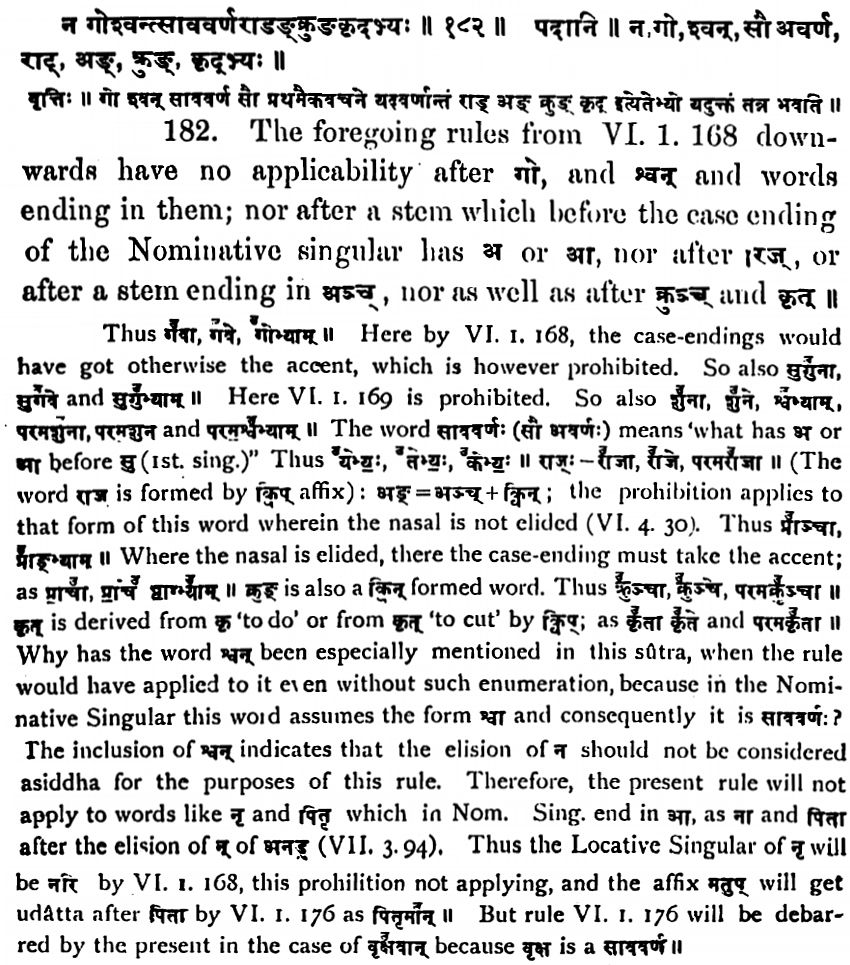 न गोश्वन्त्साववर्णराडङ्क्रुङकृद्भ्यः ॥ १८२ ॥ पदानि ॥ न, गो, श्वन्, सौ अवर्ण,
राट्, अङ्, क्रुङ्, कृद्भ्यः ॥
वृत्तिः ॥ गो श्वन् साववर्ण सौ प्रथमैकवचने यदवर्णान्तं राड् अङ् क्रुङ् कृद् इत्येतेभ्यो यदुक्तं तन्न भवति ॥
182. The foregoing rules from VI. 1. 168 down-
wards have no applicability after गो, and श्वन् and words
ending in them; nor after a stem which before the case ending
of the Nominative singular has अ or आ, nor after रज्, or
after a stem ending in अञ्च्, nor as well as after क्रुञ्च् and कृत् ॥
Thus गवा, गवे, गोभ्याम् ॥ Here by VI. 1. 168, the case-endings would
have got otherwise the accent, which is however prohibited. So also सुगुना,
सुगवे and सुगुभ्याम् ॥ Here VI. 1. 169 is prohibited. So also शुना, शुने, श्वभ्याम्,
परमशुना, परमशुन and परमश्वभ्याम् ॥ The word साववर्णः (सौ अवर्णः) means 'what has अ or
आ before सु (1st. sing.)" Thus येभ्यः, तेभ्यः, केभ्यः ॥ राज्ः – राजा, राजे, परमराजा ॥ (The
word राज is formed by क्विप् affix): अङ् = अञ्च् + क्विन्; the prohibition applies to
that form of this word wherein the nasal is not elided (VI. 4. 30). Thus प्राञ्चा,
प्राङ्भ्याम् ॥ Where the nasal is elided, there the case-ending must take the accent;
as प्राचा, प्राचे प्राग्भ्याम् ॥ क्रुङ् is also a क्विन् formed word. Thus क्रुञ्चा, क्रुञ्चे, परमक्रुञ्चा ॥
कृत् is derived from कृ 'to do' or from कृत् 'to cut' by क्विप्; as कृता कृते and परमकृता ॥
Why has the word श्वन् been especially mentioned in this sûtra, when the rule
would have applied to it even without such enumeration, because in the Nomi-
native Singular this word assumes the form श्वा and consequently it is साववर्णः?
The inclusion of श्वन् indicates that the elision of न should not be considered
asiddha for the purposes of this rule. Therefore, the present rule will not
apply to words like नृ and पितृ which in Nom. Sing. end in आ, as ना and पिता
after the elision of न् of अनङ् (VII. 3. 94). Thus the Locative Singular of नृ will
be नरि by VI. 1. 168, this prohilition not applying, and the affix मतुप् will get
udâtta after पिता by VI. 1. 176 as पितृमान् ॥ But rule VI. 1. 176 will be debar-
red by the present in the case of वृक्षवान् because वृक्ष is a साववर्ण ॥